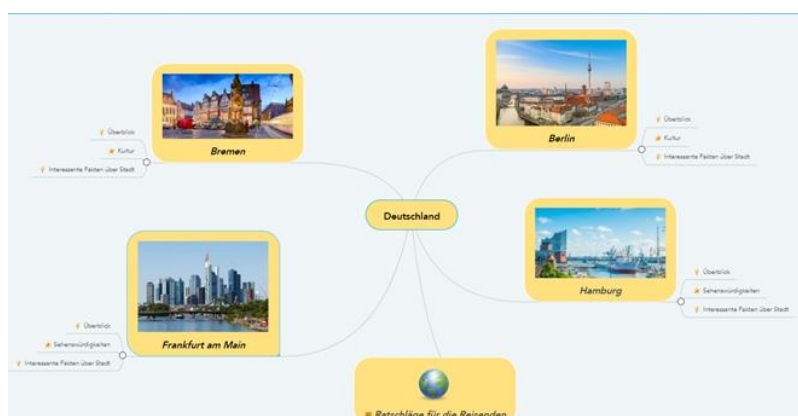 Bremen
Überblick
Kultur
Interessante Fakten über Stadt
Berlin
Überblick
Kultur
Interessante Fakten über Stadt
Deutschland
Hamburg
Überblick
Sehenswürdigkeiten
Interessante Fakten über Stadt
Frankfurt am Main
Überblick
Sehenswürdigkeiten
Interessante Fakten über Stadt
Ratschläge für die Reisenden